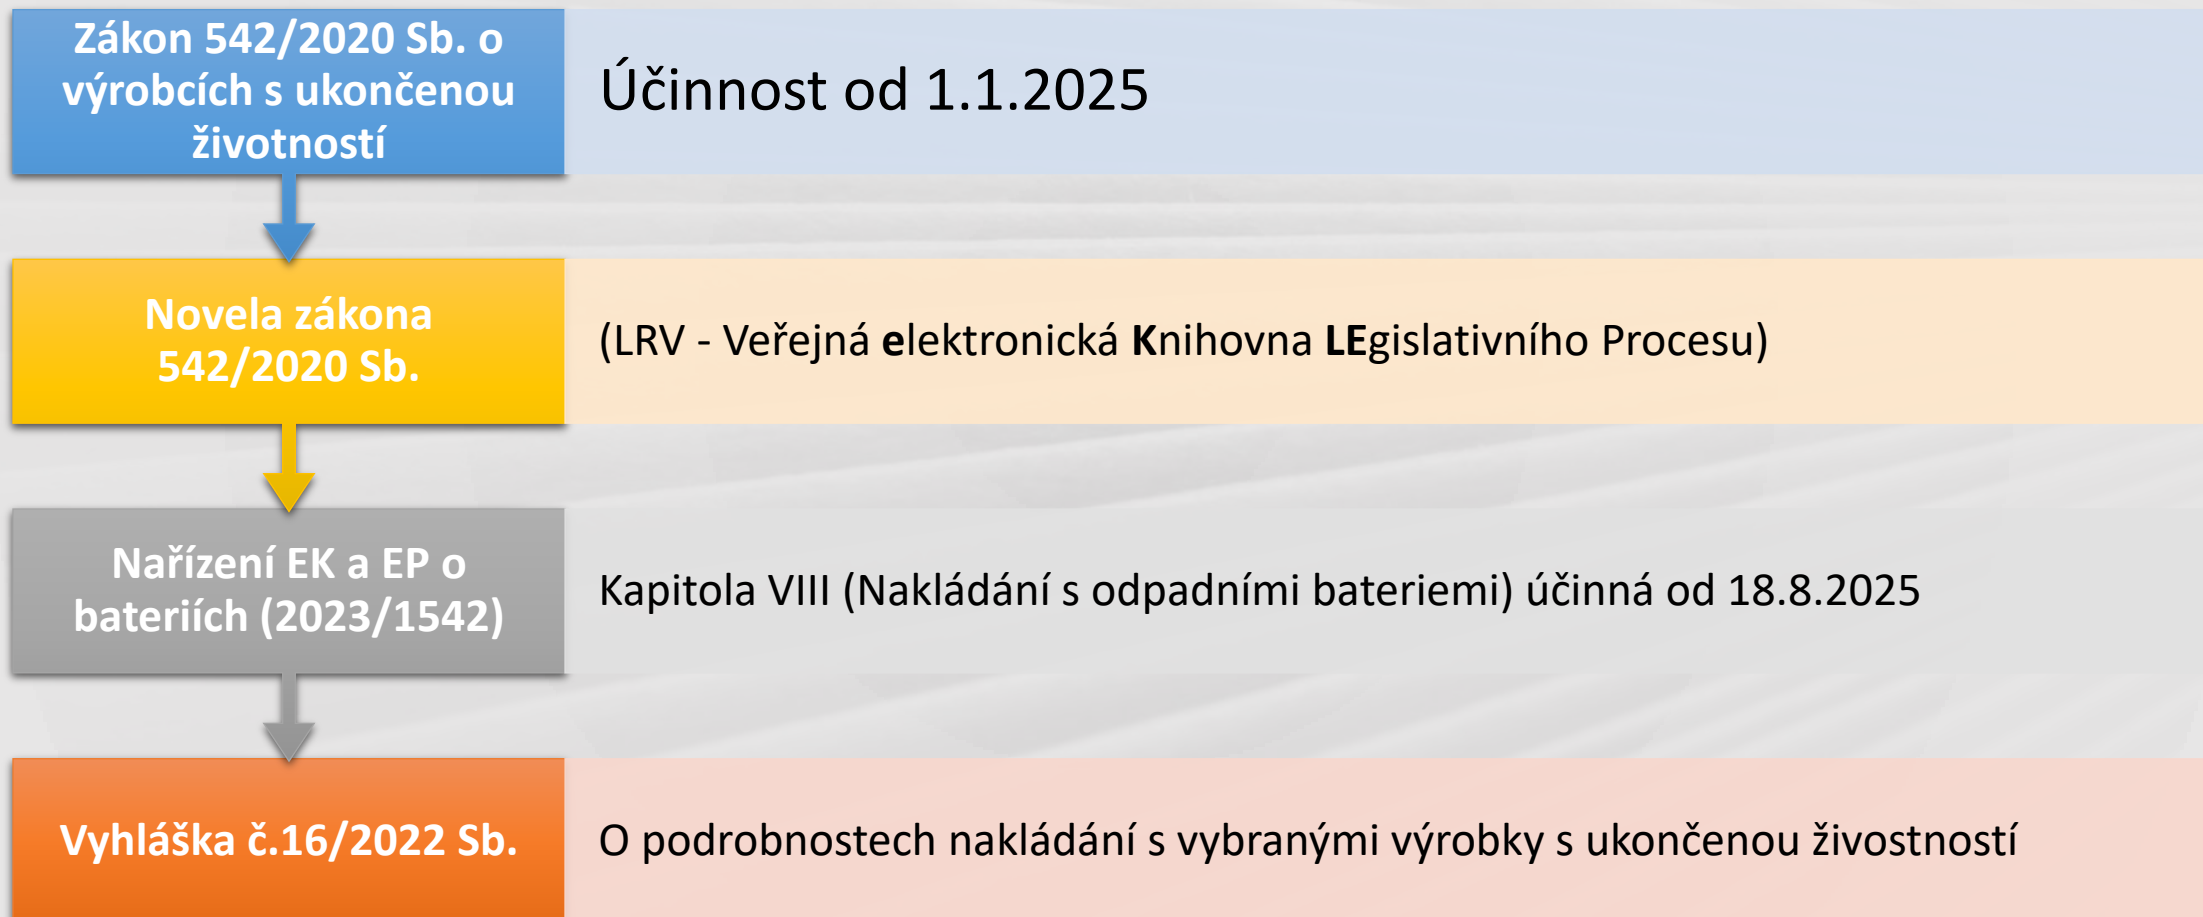 Zákon 542/2020 Sb. o
výrobcích s ukončenou
životností
Účinnost od 1.1.2025
Novela zákona
542/2020 Sb.
(LRV - Veřejná elektronická Knihovna LEgislativního Procesu)
Nařízení EK a EP o
bateriích (2023/1542)
Kapitola VIII (Nakládání s odpadními bateriemi) účinná od 18.8.2025
Vyhláška č.16/2022 Sb.
O podrobnostech nakládání s vybranými výrobky s ukončenou živostností